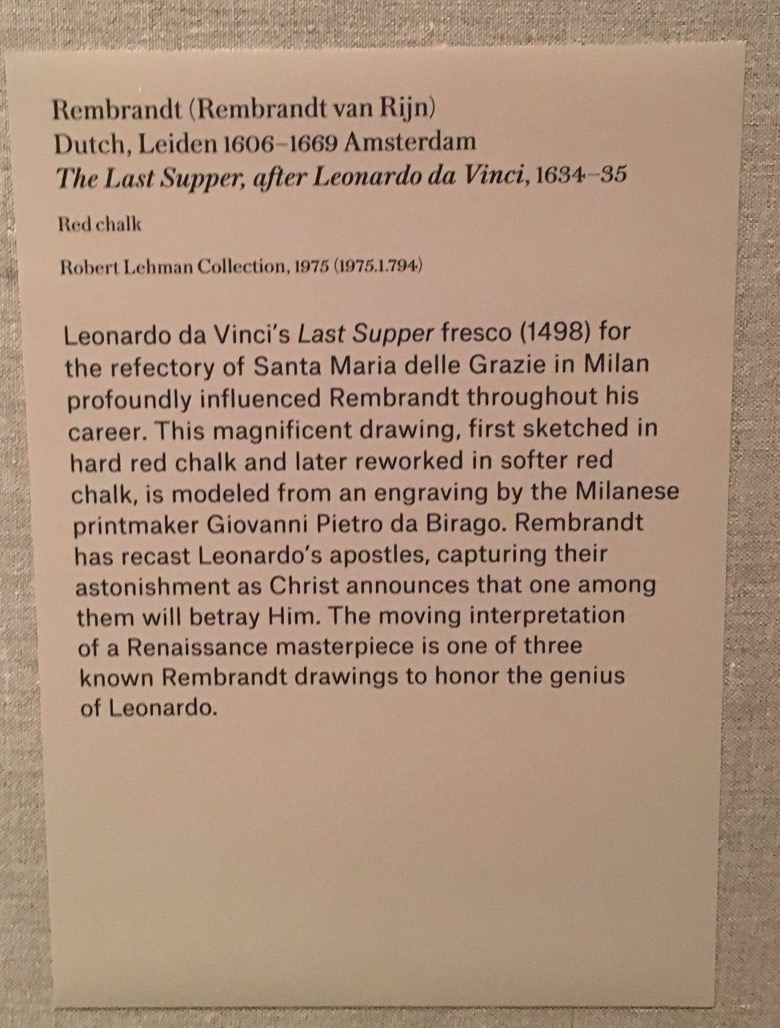 Rembrandt (Rembrandt van Rijn)
Dutch, Leiden 1606–1669 Amsterdam
The Last Supper, after Leonardo da Vinci, 1634–35
Red chalk
Robert Lehman Collection, 1975 (1975.1.794)
Leonardo da Vinci's Last Supper fresco (1498) for
the refectory of Santa Maria delle Grazie in Milan
profoundly influenced Rembrandt throughout his
career. This magnificent drawing, first sketched in
hard red chalk and later reworked in softer red
chalk, is modeled from an engraving by the Milanese
printmaker Giovanni Pietro da Birago. Rembrandt
has recast Leonardo's apostles, capturing their
astonishment as Christ announces that one among
them will betray Him. The moving interpretation
of a Renaissance masterpiece is one of three
known Rembrandt drawings to honor the genius
of Leonardo.